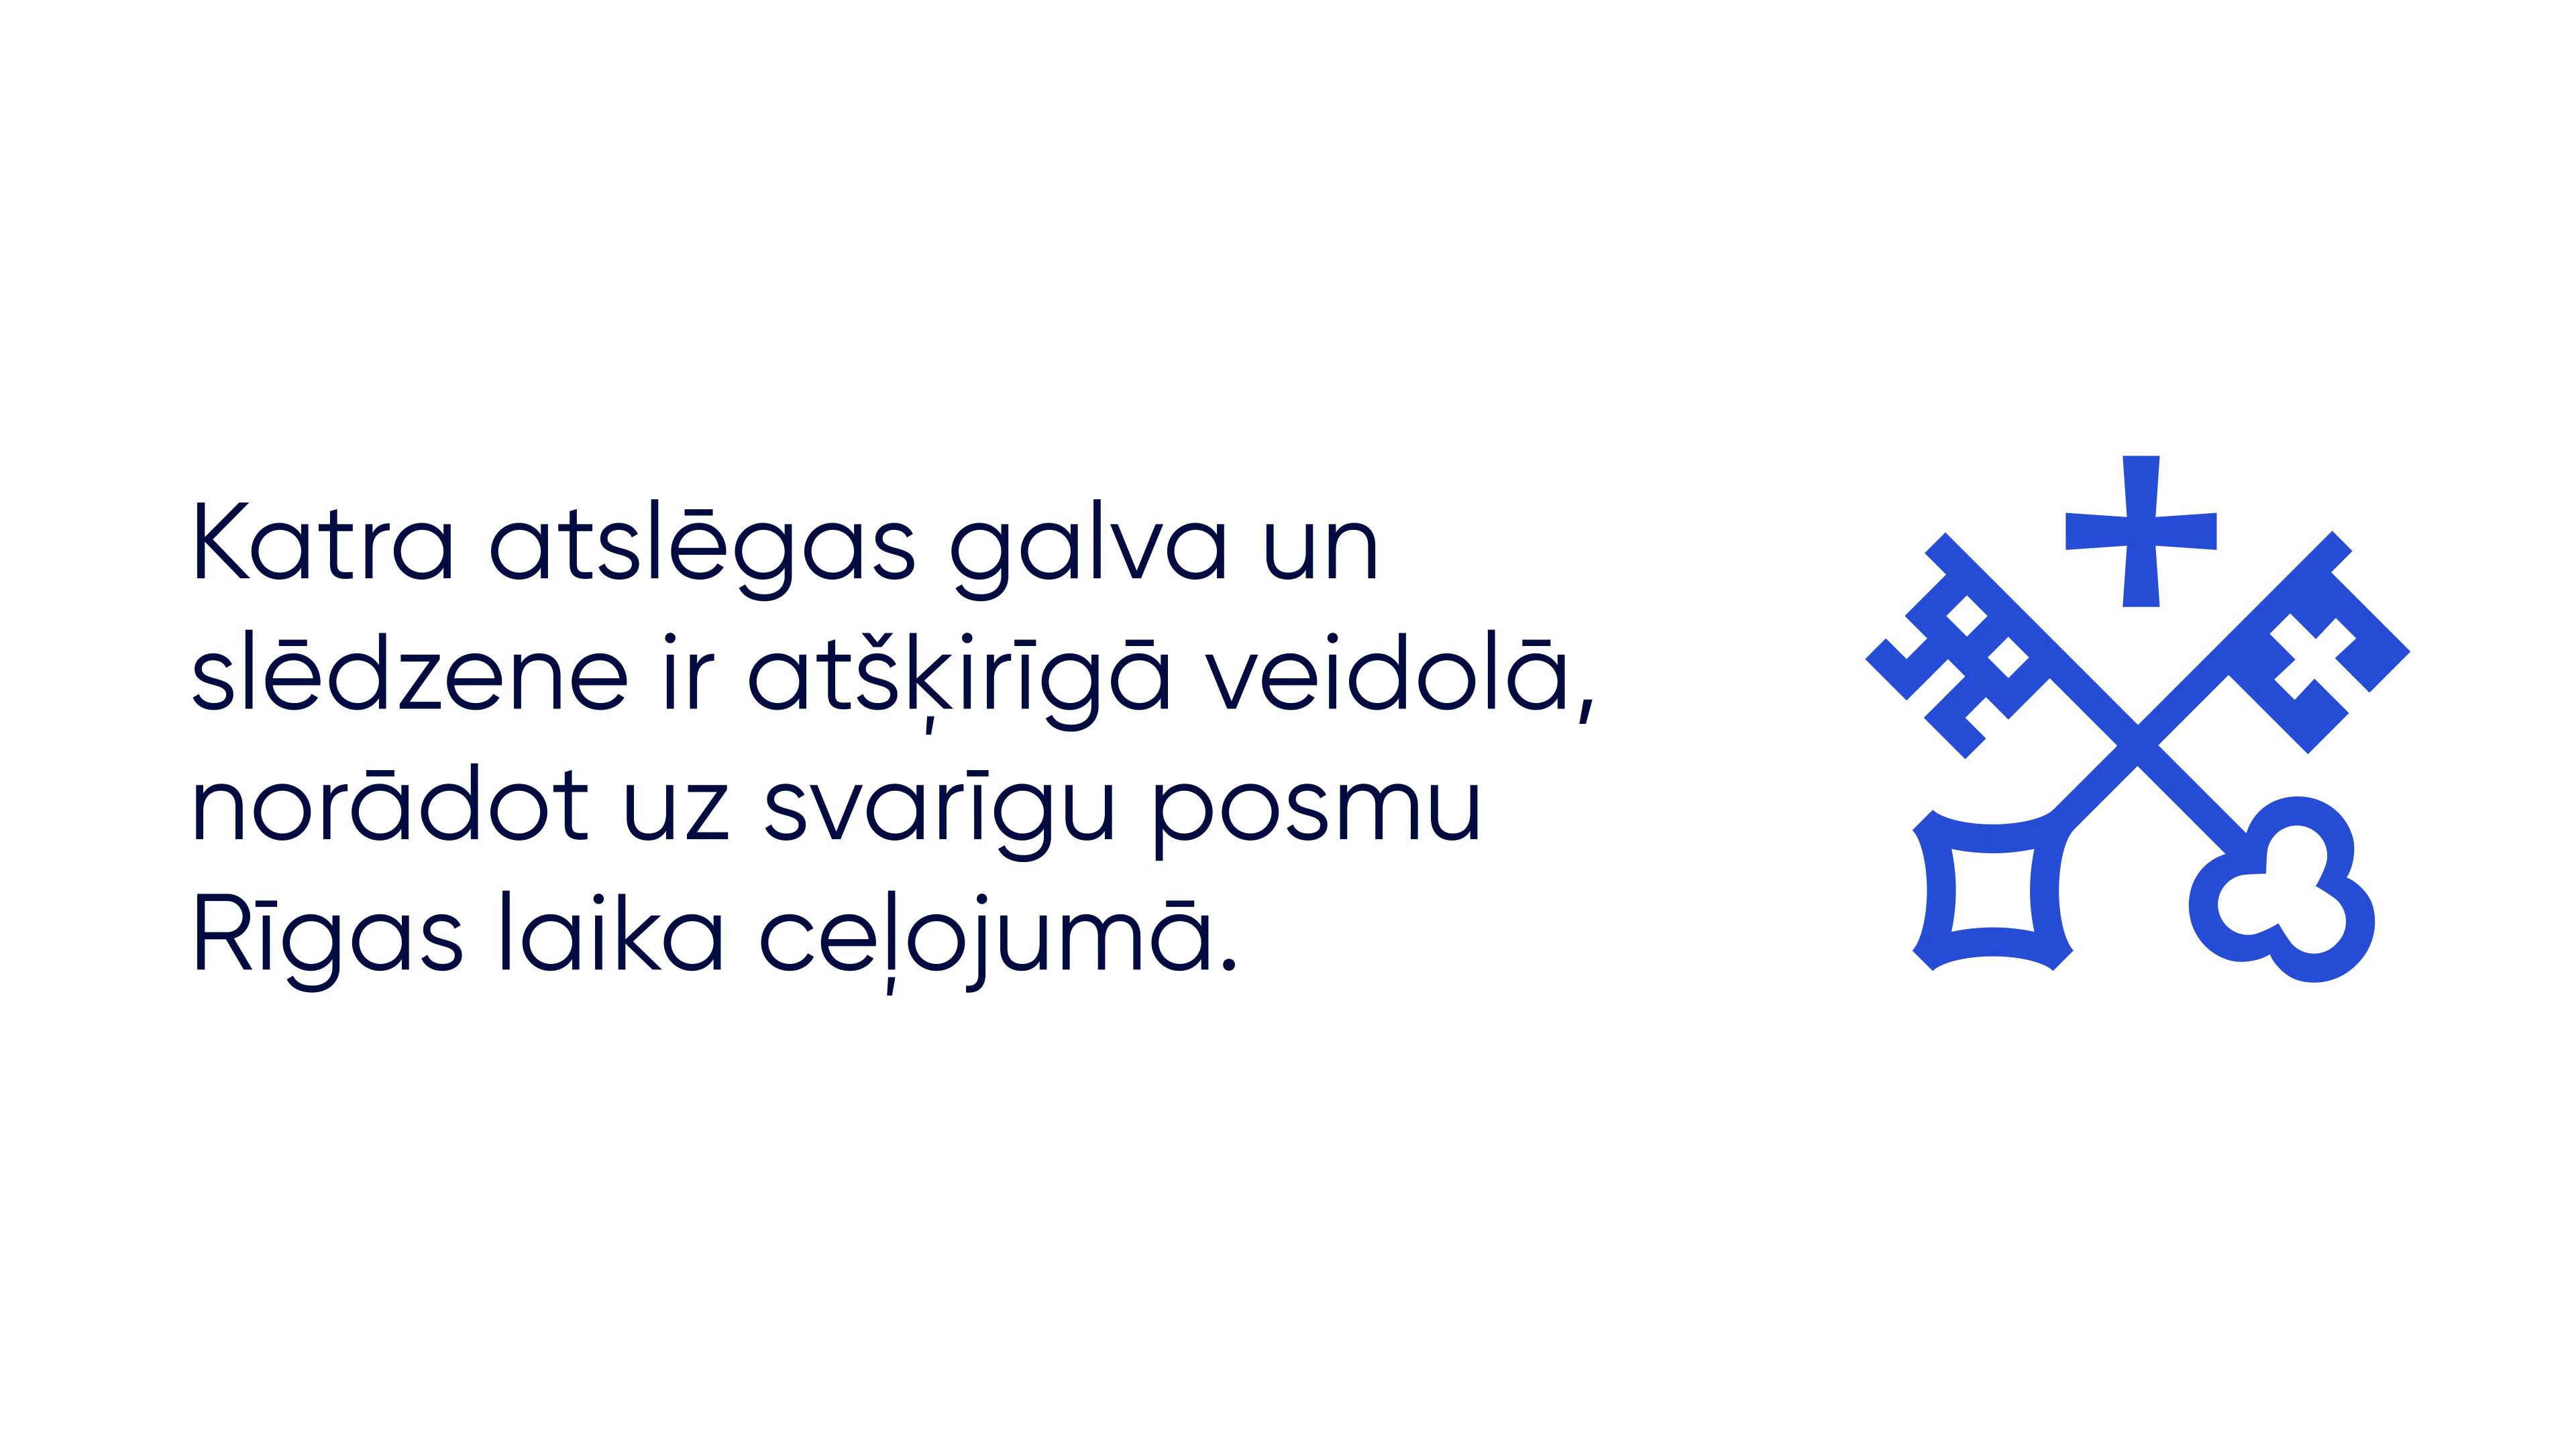 Katra atslēgas galva un
slēdzene ir atšķirīgā veidolā,
norādot uz svarīgu posmu
Rīgas laika ceļojumā.